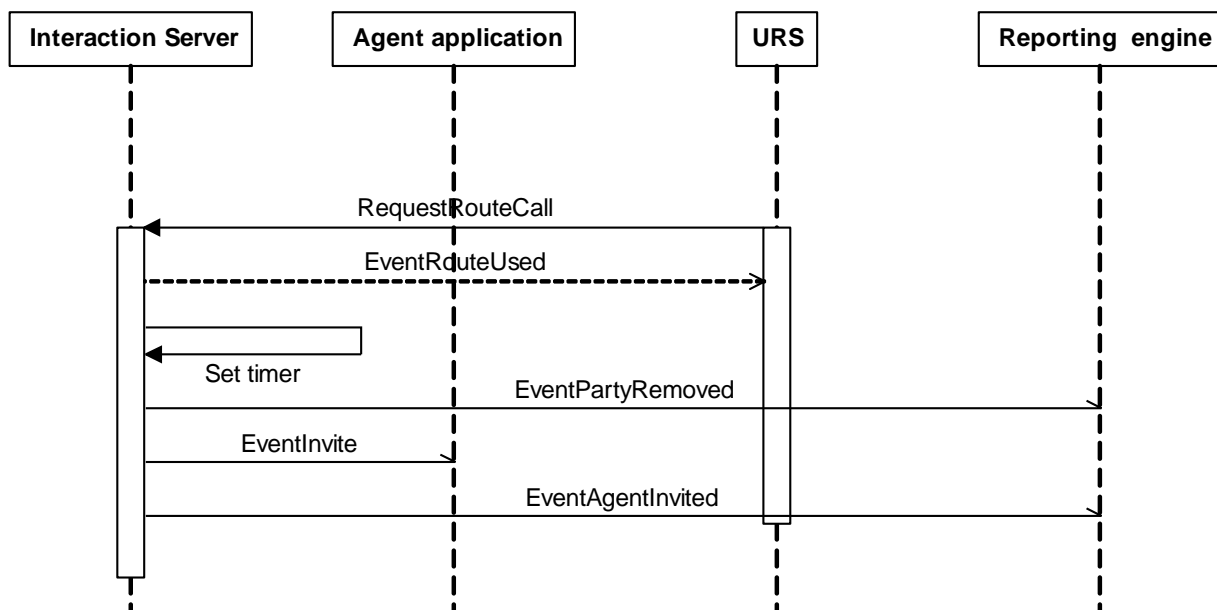 Interaction Server
Agent application
URS
Reporting engine
RequestRouteCall
EventRouteUsed
Set timer
EventPartyRemoved
EventInvite
EventAgentInvited